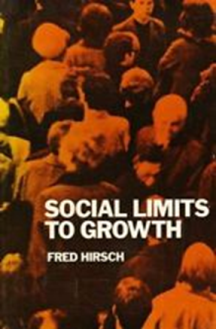 SOCIAL LIMITS
TO GROWTH
FRED HIRSCH